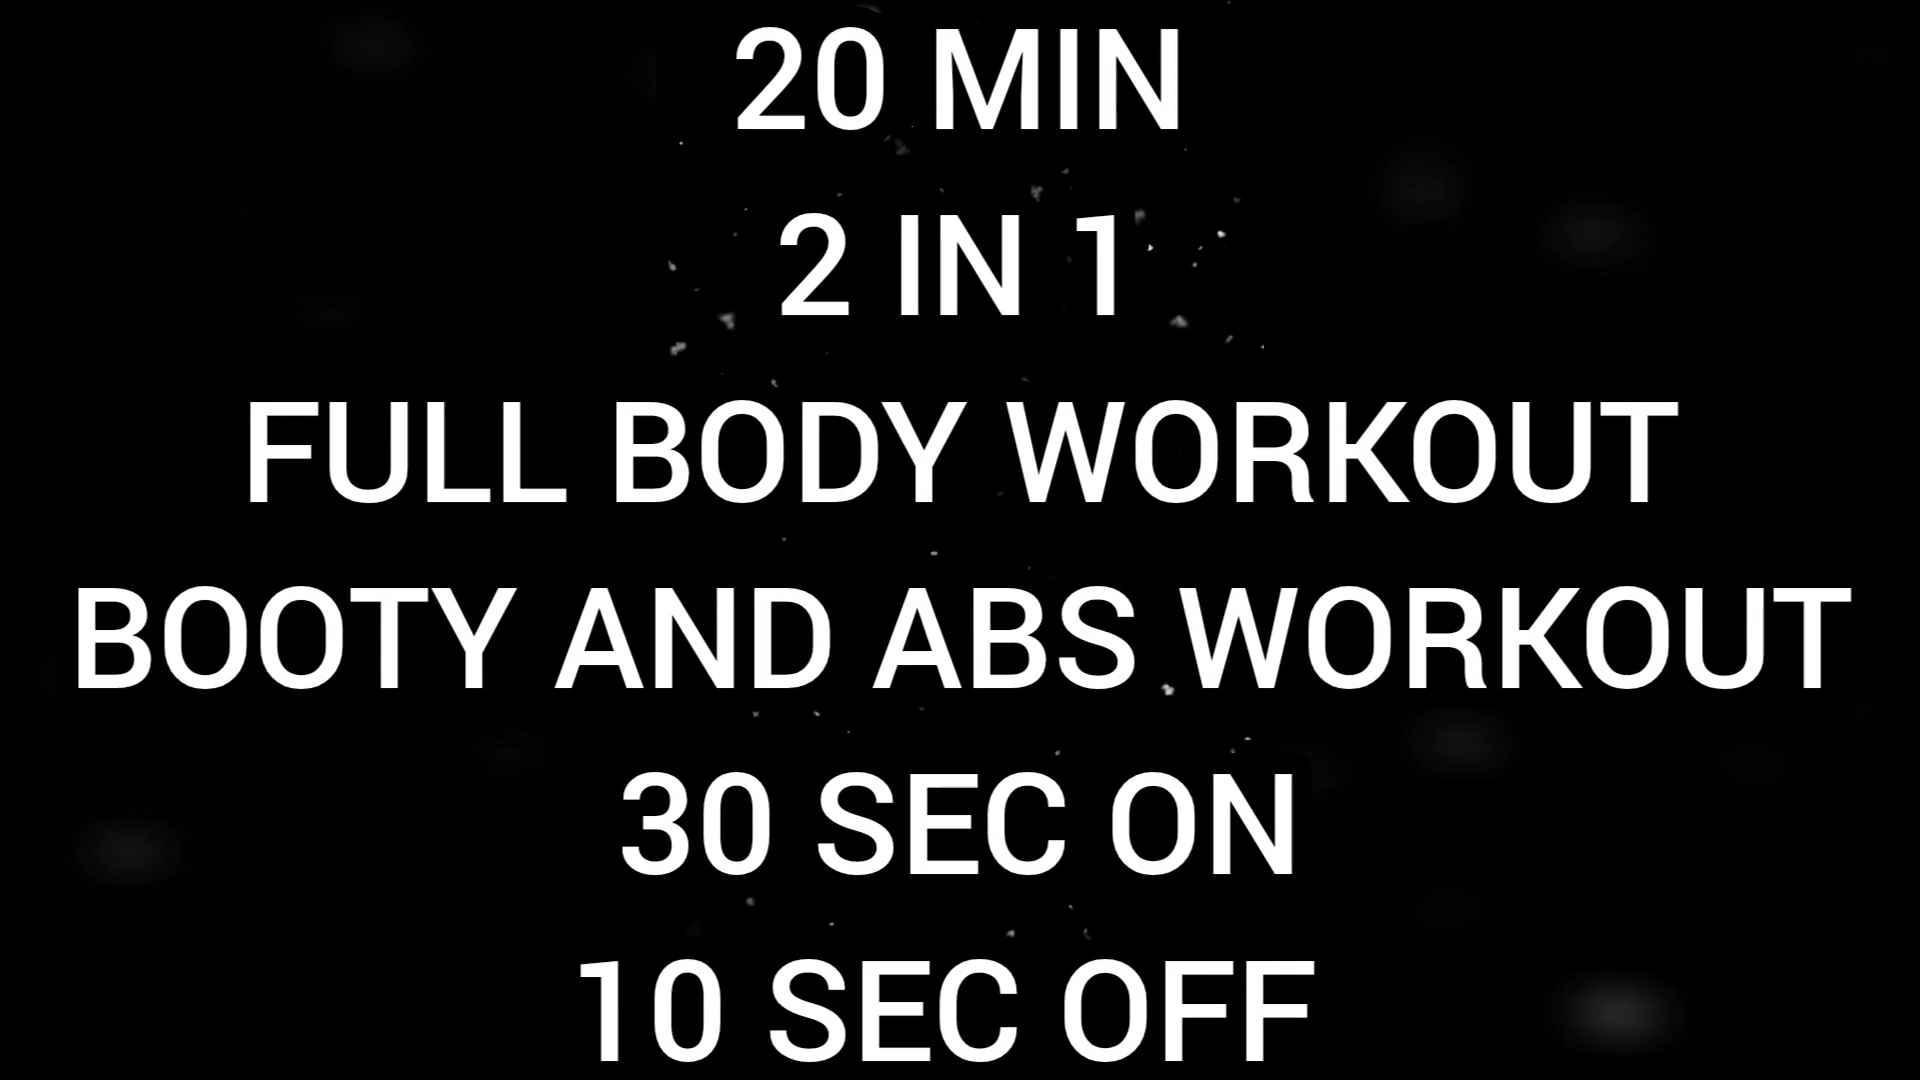 20 MIN
2 IN 1
FULL BODY WORKOUT
BOOTY AND ABS WORKOUT
30 SEC ON
10 SEC OFF